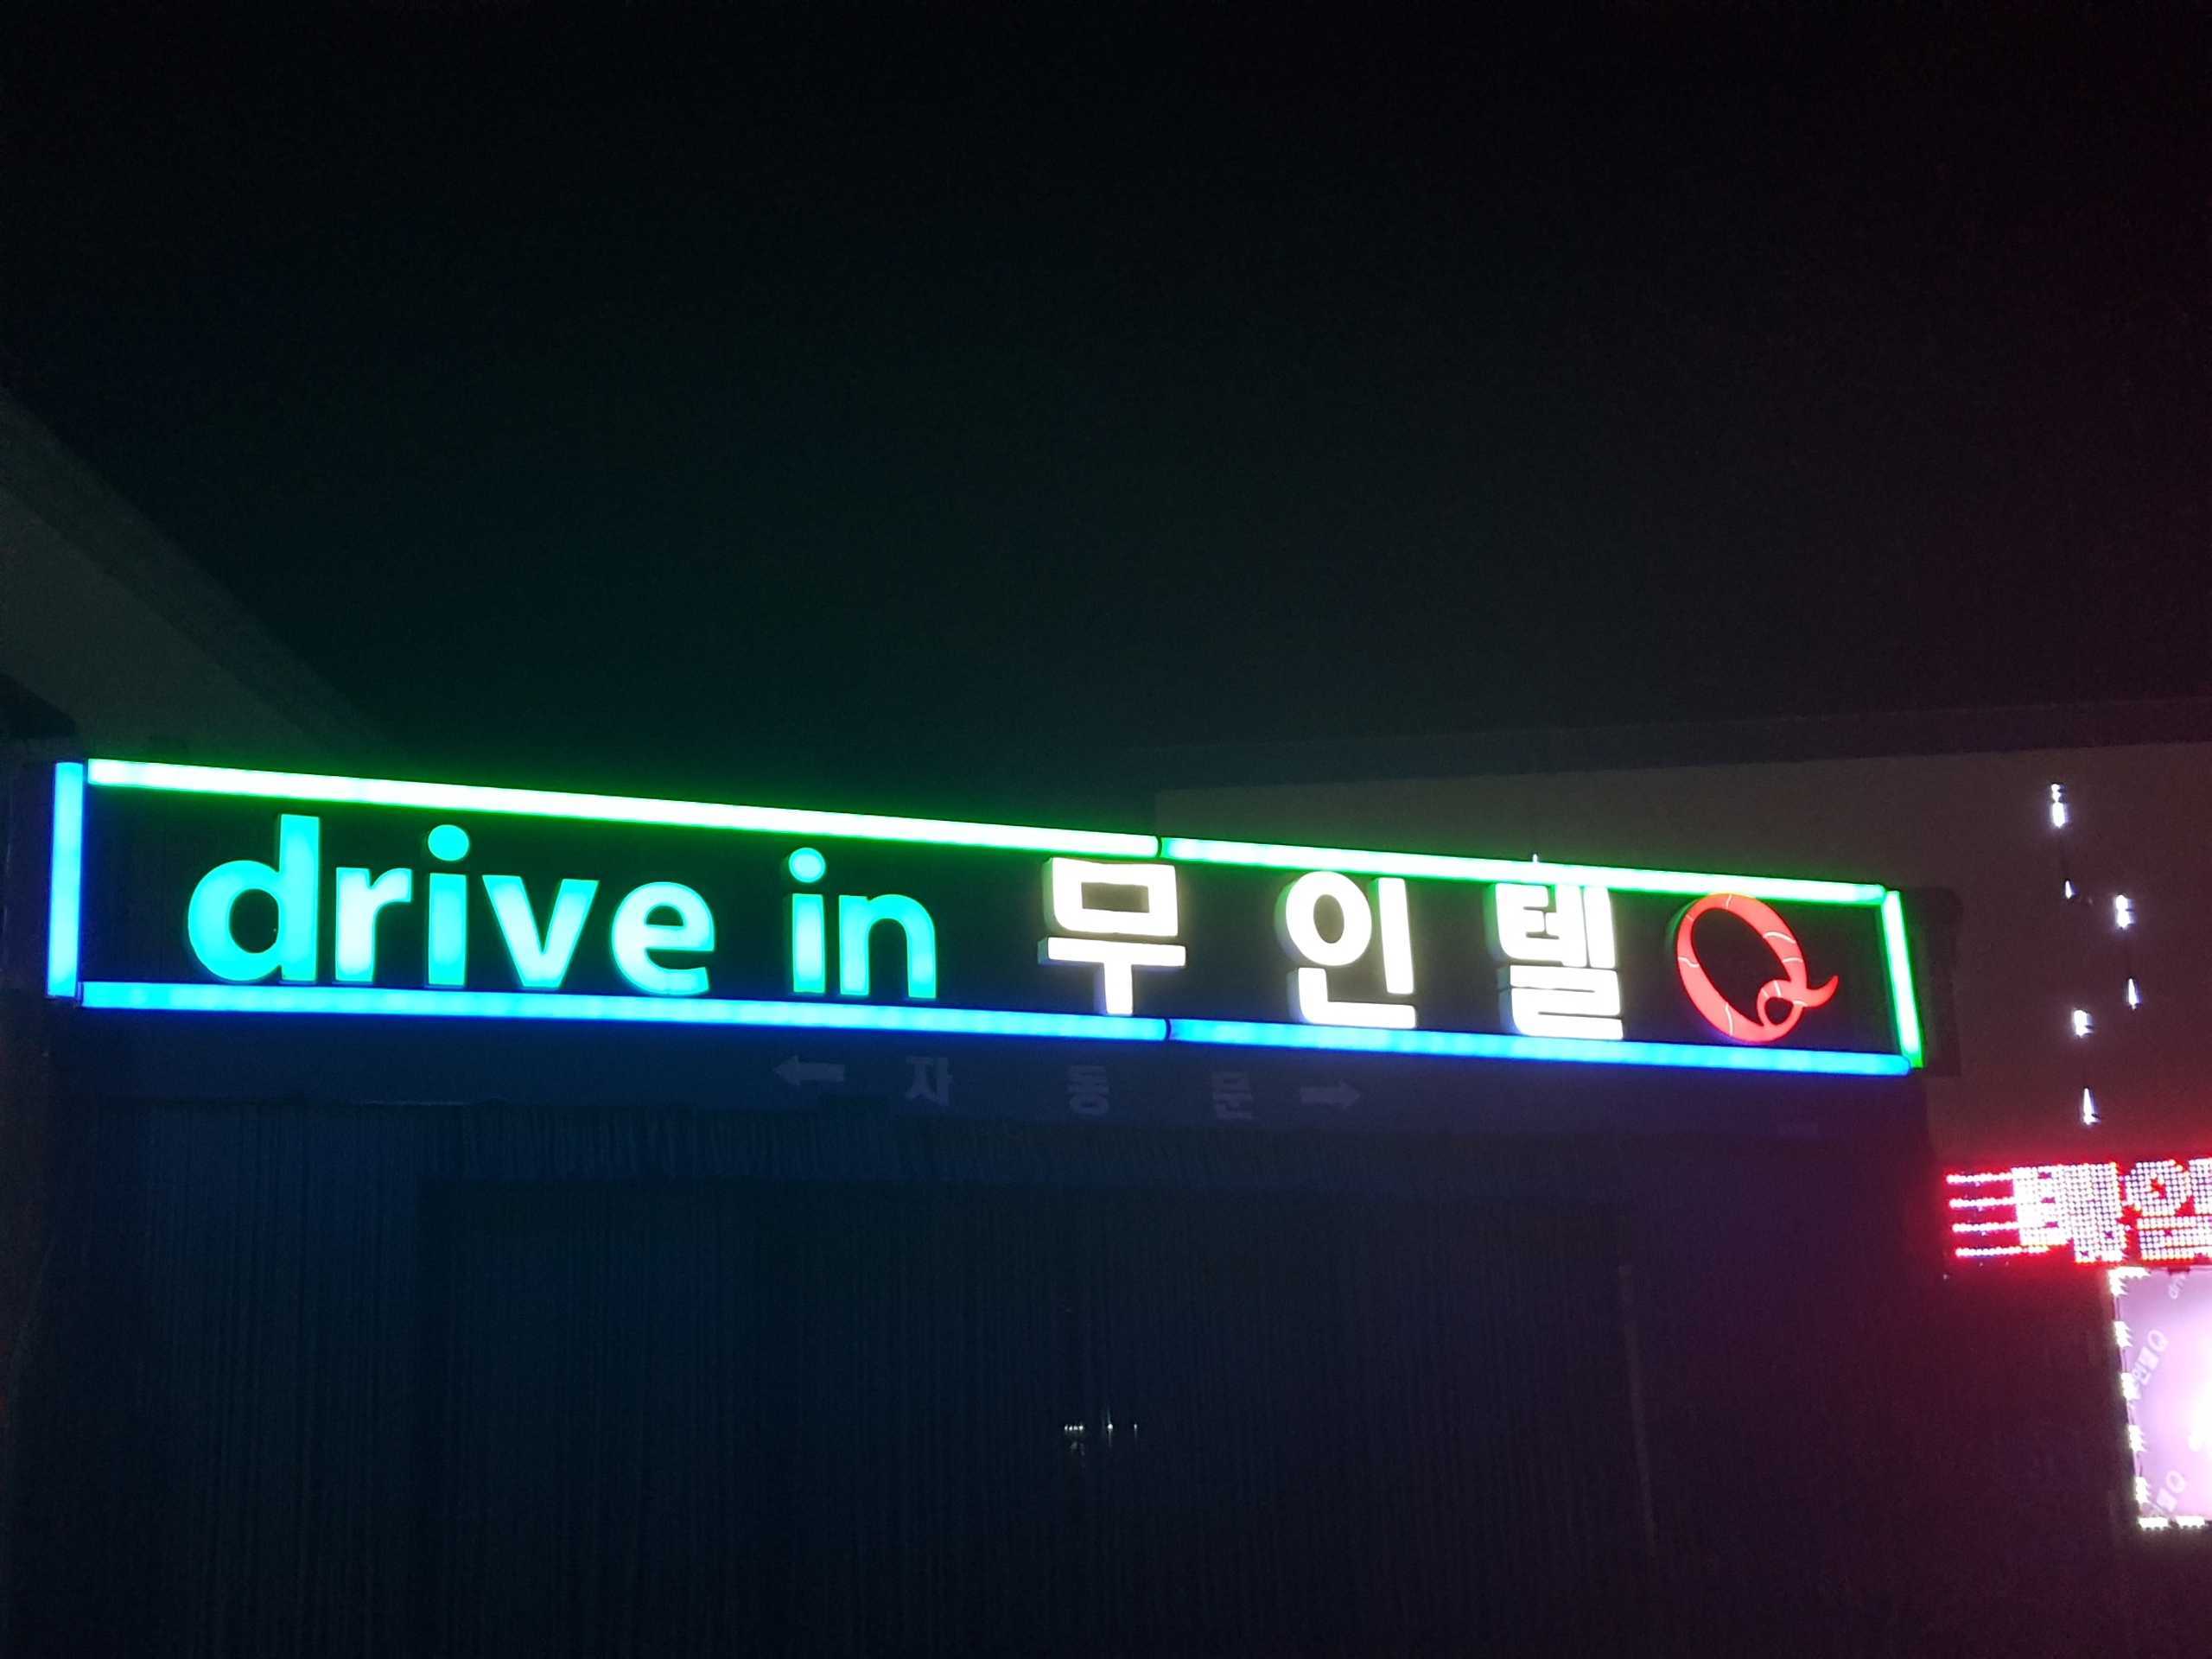 drive in 무인텔 Q
← 자 동 문 →